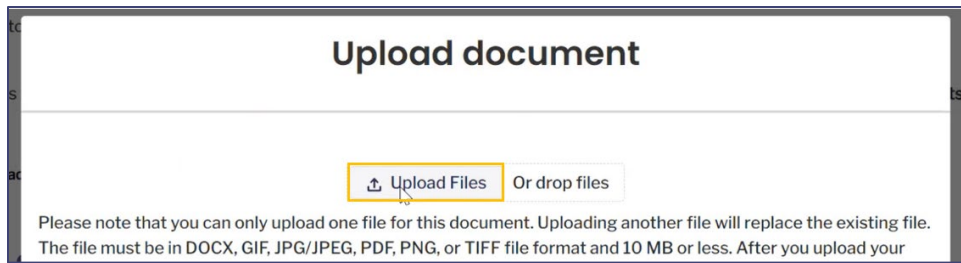 Upload document
Upload Files Or drop files
Please note that you can only upload one file for this document. Uploading another file will replace the existing file.
The file must be in DOCX, GIF, JPG/JPEG, PDF, PNG, or TIFF file format and 10 MB or less. After you upload your